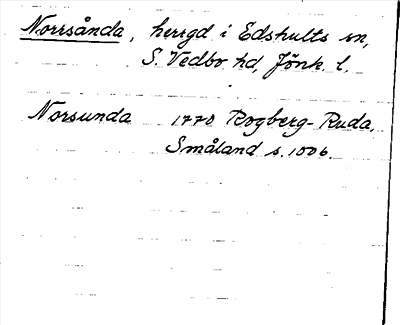 Norrsånda, herrgd i Edshults sn,
S. Vedbo hd, Jönk. l.
Norsunda 1770 Rogberg-Ruda,
Småland s. 1006.